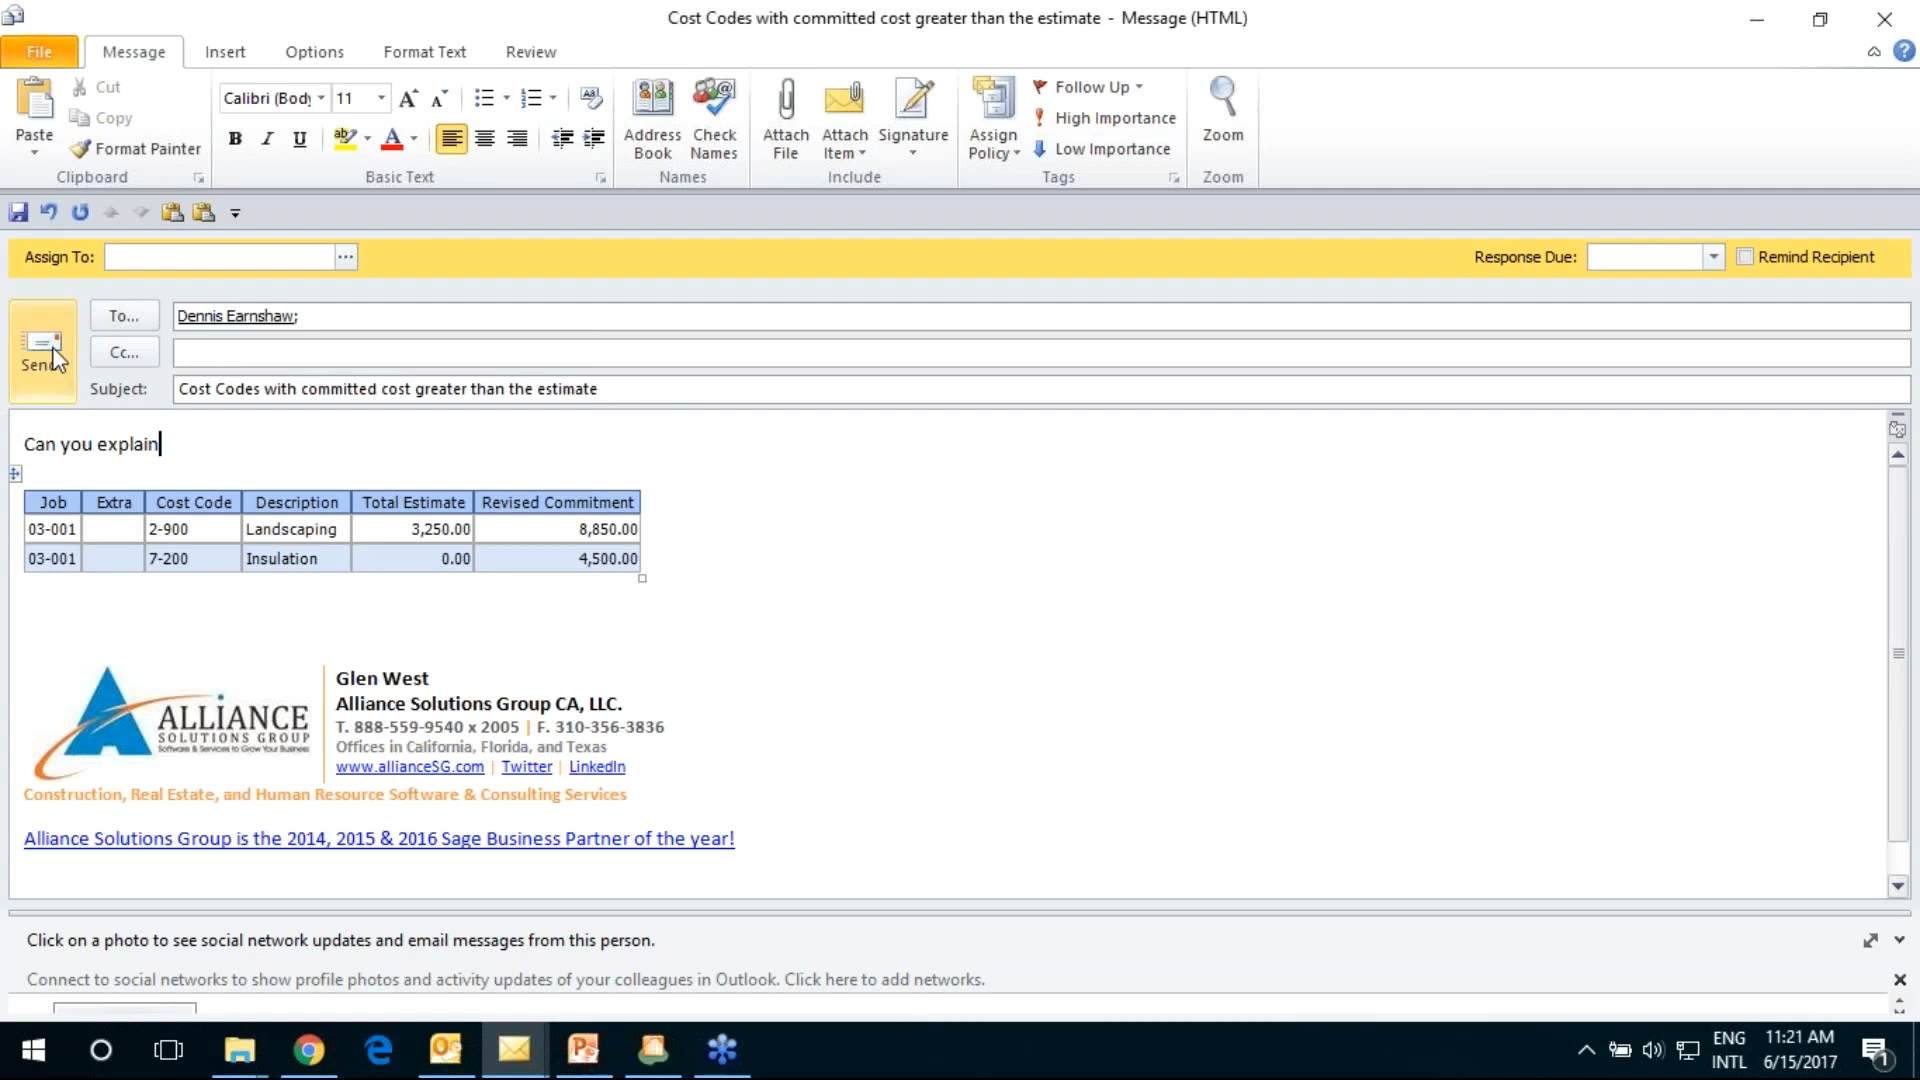 Cost Codes with committed cost greater than the estimate - Message (HTML)
File Message Insert Options Format Text Review
Paste Cut Copy Format Painter
Clipboard
Calibri (Body 11
Basic Text
Address Book Check Names
Names
Attach File Attach Item Signature
Include
Assign Policy Follow Up High Importance Low Importance
Tags
Zoom
Zoom
Assign To: Response Due: Remind Recipient
Send
To... Dennis Earnshaw;
Cc...
Subject: Cost Codes with committed cost greater than the estimate
Can you explain
Job Extra Cost Code Description Total Estimate Revised Commitment
03-001 2-900 Landscaping 3,250.00 8,850.00
03-001 7-200 Insulation 0.00 4,500.00
ALLIANCE
SOLUTIONS GROUP
Software & Services to Grow Your Business
Glen West
Alliance Solutions Group CA, LLC.
T. 888-559-9540 x 2005 | F. 310-356-3836
Offices in California, Florida, and Texas
www.allianceSG.com | Twitter | LinkedIn
Construction, Real Estate, and Human Resource Software & Consulting Services
Alliance Solutions Group is the 2014, 2015 & 2016 Sage Business Partner of the year!
Click on a photo to see social network updates and email messages from this person.
Connect to social networks to show profile photos and activity updates of your colleagues in Outlook. Click here to add networks.
ENG 11:21 AM
INTL 6/15/2017
1